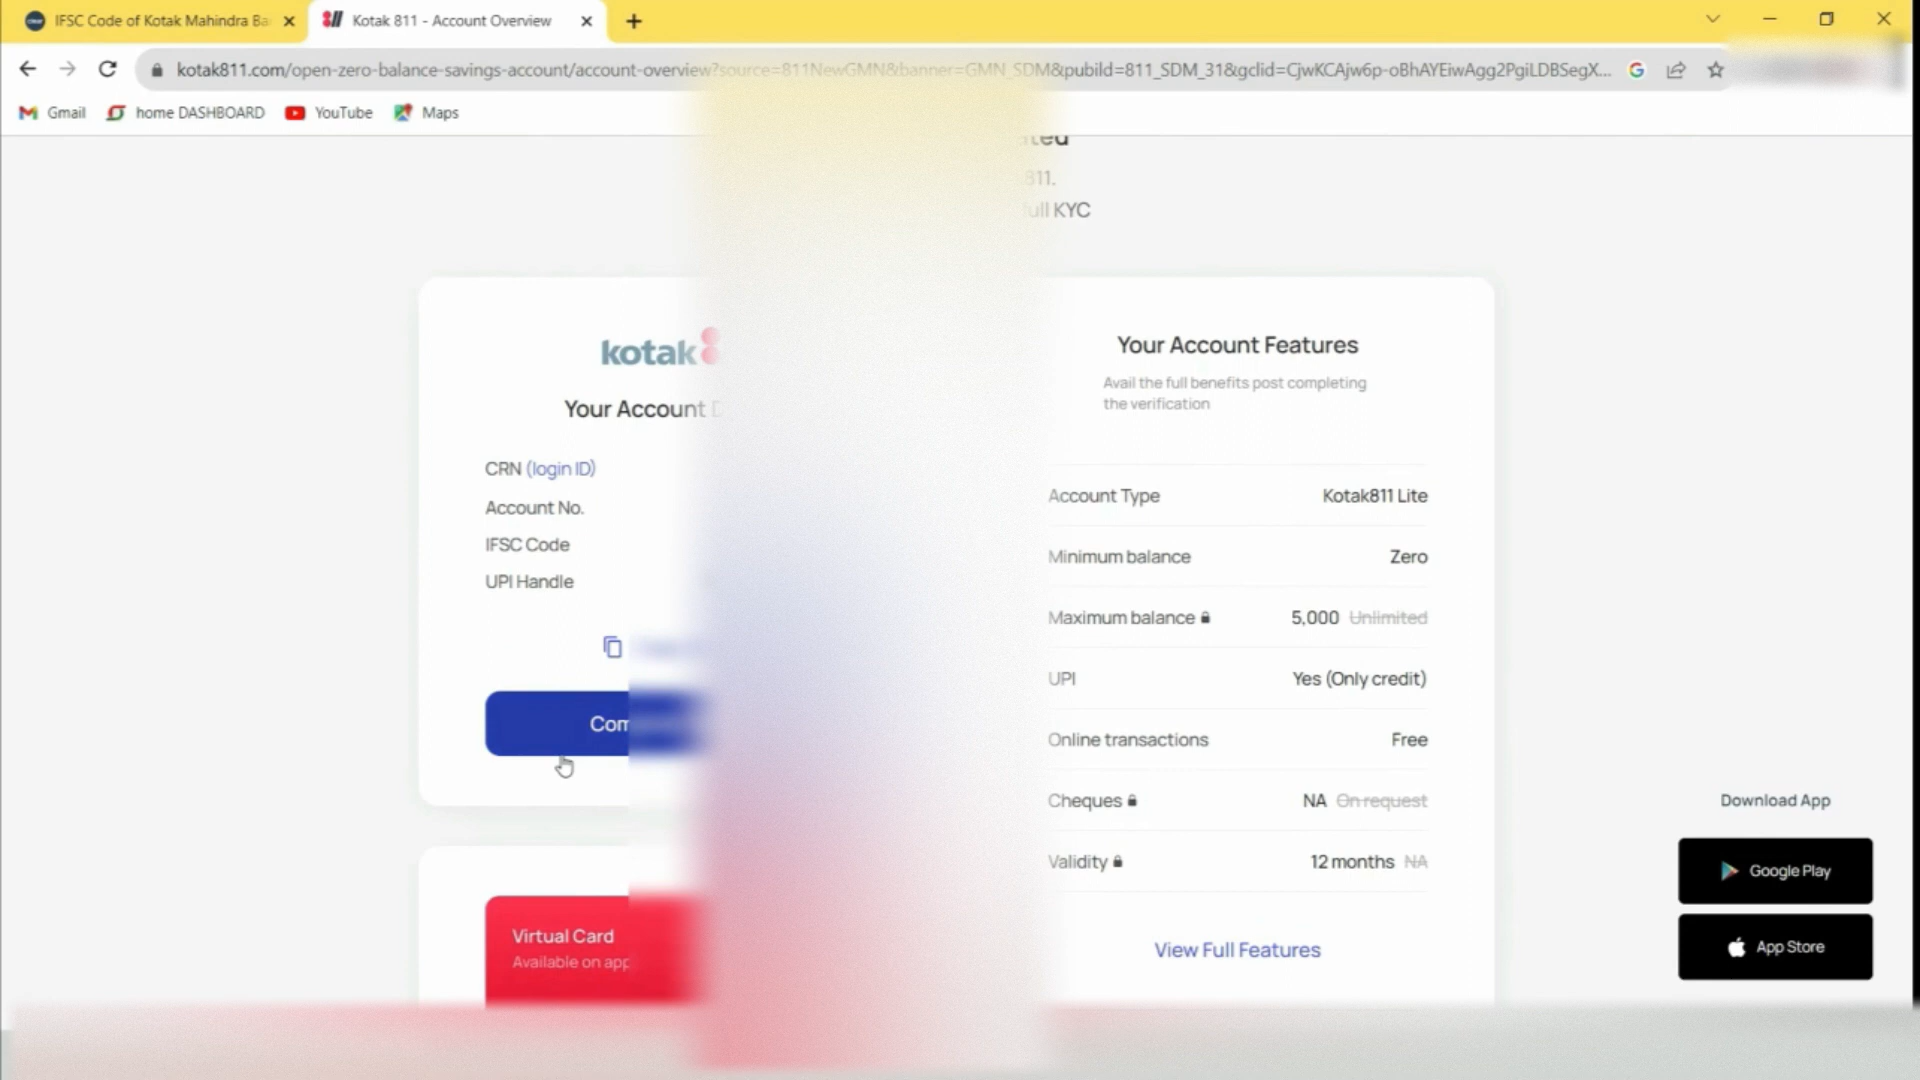 IFSC Code of Kotak Mahindra Ba
Kotak 811 - Account Overview
kotak811.com/open-zero-balance-savings-account/account-overview?source=811NewGMN&banner=GMN_SDM&pubild=811_SDM_31&gclid=CjwKCAjw6p-oBhAYEiwAgg2PgiLDBSegX...
Gmail
home DASHBOARD
YouTube
Maps
811.
full KYC
kotak
Your Account
CRN (login ID)
Account No.
IFSC Code
UPI Handle
Com
Virtual Card
Available on app
Your Account Features
Avail the full benefits post completing
the verification
Account Type Kotak811 Lite
Minimum balance Zero
Maximum balance 5,000 Unlimited
UPI Yes (Only credit)
Online transactions Free
Cheques NA On request
Validity 12 months NA
View Full Features
Download App
Google Play
App Store